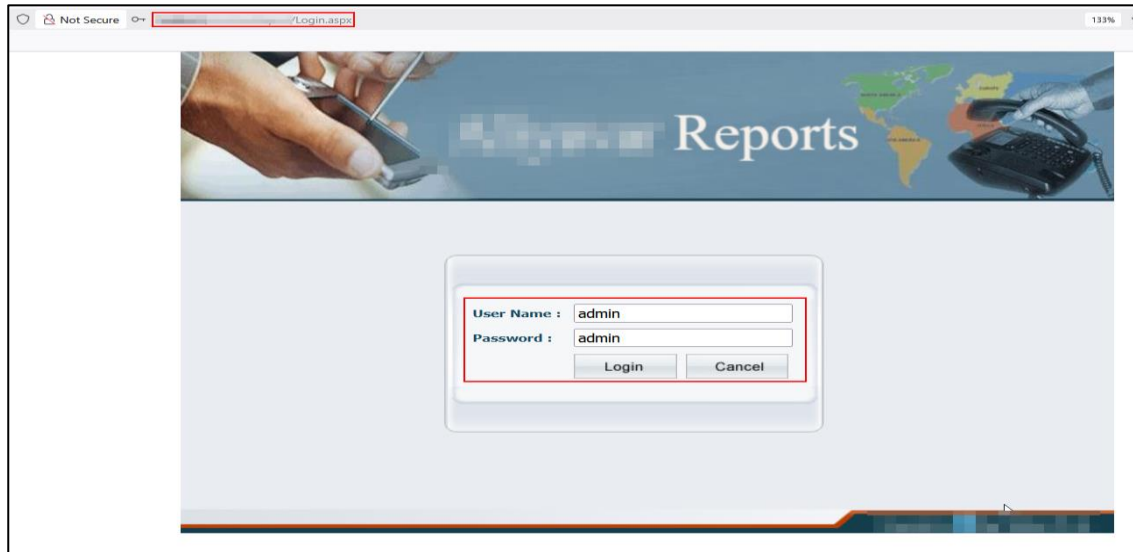 Not Secure
/Login.aspx
133%
Reports
User Name :
admin
Password :
admin
Login Cancel